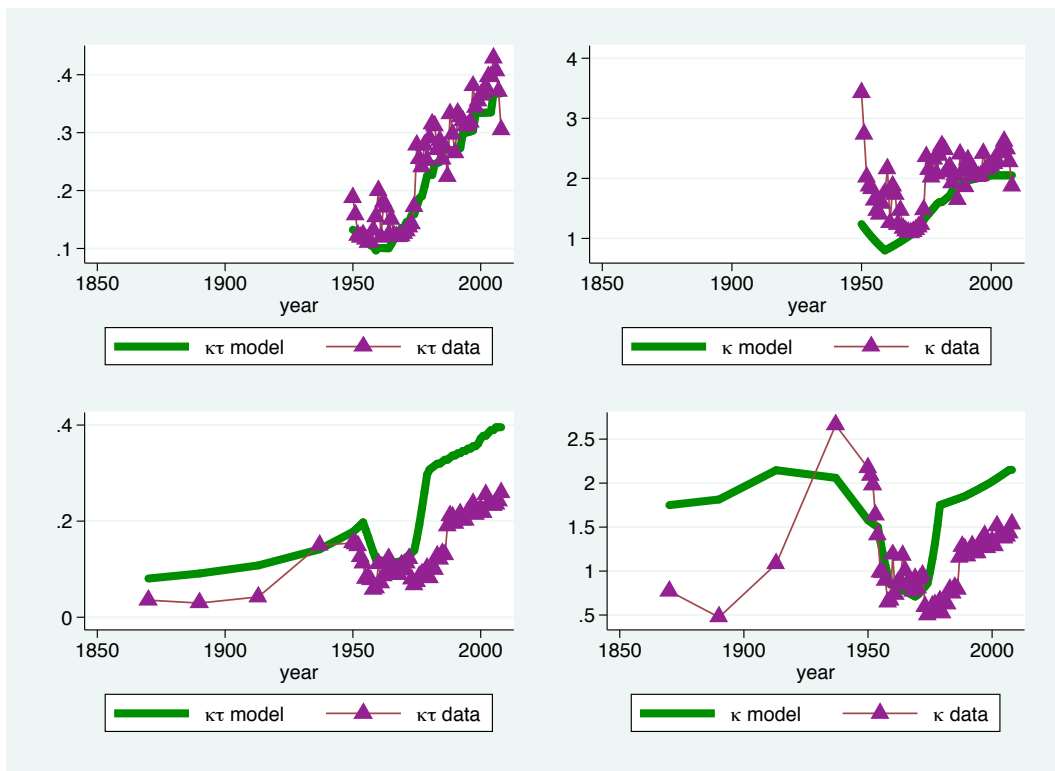 .4
.3
.2
.1
1850 1900 1950 2000
year
κτ model κτ data
4
3
2
1
1850 1900 1950 2000
year
κ model κ data
.4
.2
0
1850 1900 1950 2000
year
κτ model κτ data
2.5
2
1.5
1
.5
1850 1900 1950 2000
year
κ model κ data